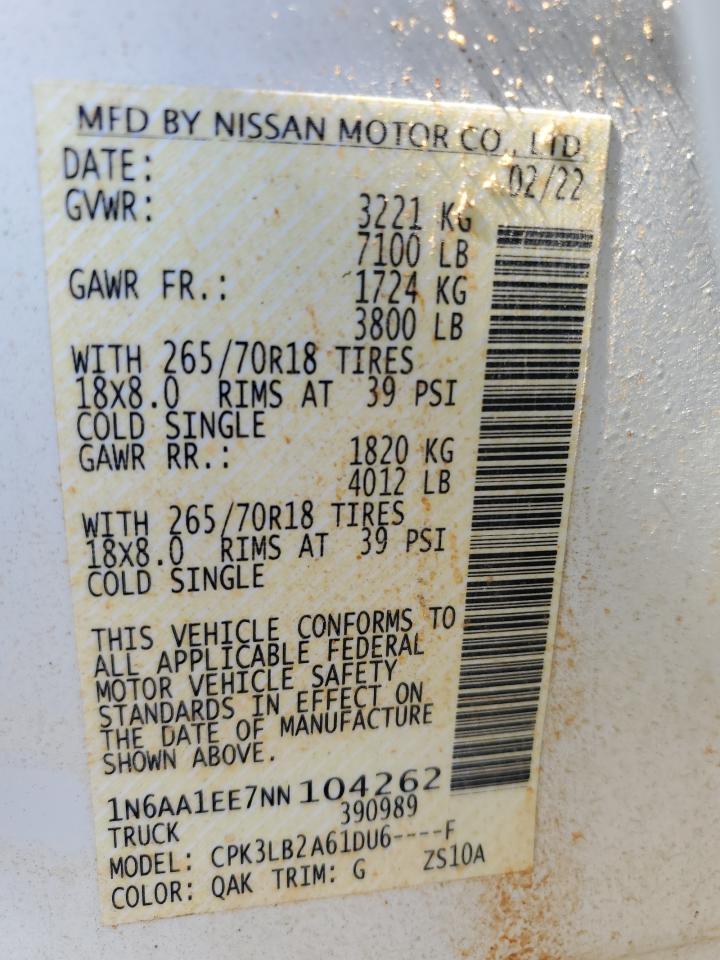 MFD BY NISSAN MOTOR CO., LTD
DATE: 02/22
GVWR: 3221 KG
7100 LB
GAWR FR.: 1724 KG
3800 LB
WITH 265/70R18 TIRES
18X8.0 RIMS AT 39 PSI
COLD SINGLE
GAWR RR.: 1820 KG
4012 LB
WITH 265/70R18 TIRES
18X8.0 RIMS AT 39 PSI
COLD SINGLE
THIS VEHICLE CONFORMS TO
ALL APPLICABLE FEDERAL
MOTOR VEHICLE SAFETY
STANDARDS IN EFFECT ON
THE DATE OF MANUFACTURE
SHOWN ABOVE.
1N6AA1EE7NN104262
390989
TRUCK
MODEL: CPK3LB2A61DU6----F
COLOR: QAK TRIM: G ZS10A